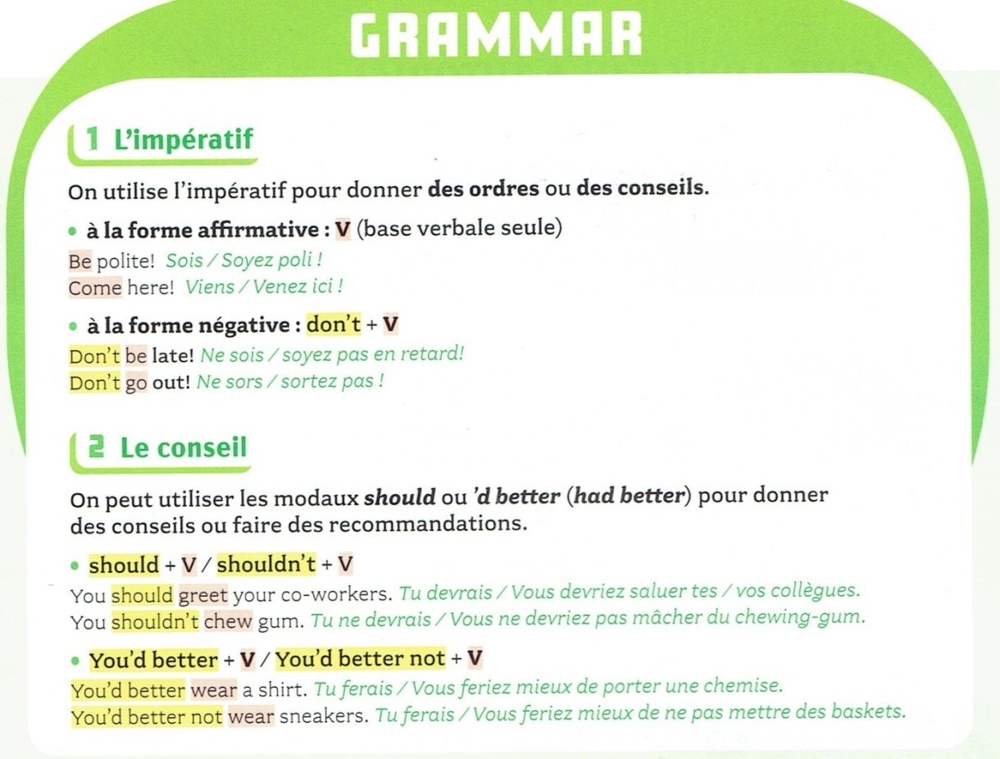 GRAMMAR
1 L'impératif
On utilise l'impératif pour donner des ordres ou des conseils.
• à la forme affirmative : V (base verbale seule)
Be polite! Sois / Soyez poli !
Come here! Viens / Venez ici !
• à la forme négative : don't + V
Don't be late! Ne sois / soyez pas en retard!
Don't go out! Ne sors / sortez pas !
2 Le conseil
On peut utiliser les modaux should ou 'd better (had better) pour donner
des conseils ou faire des recommandations.
• should + V / shouldn't + V
You should greet your co-workers. Tu devrais / Vous devriez saluer tes / vos collègues.
You shouldn't chew gum. Tu ne devrais / Vous ne devriez pas mâcher du chewing-gum.
• You'd better + V / You'd better not + V
You'd better wear a shirt. Tu ferais / Vous feriez mieux de porter une chemise.
You'd better not wear sneakers. Tu ferais / Vous feriez mieux de ne pas mettre des baskets.